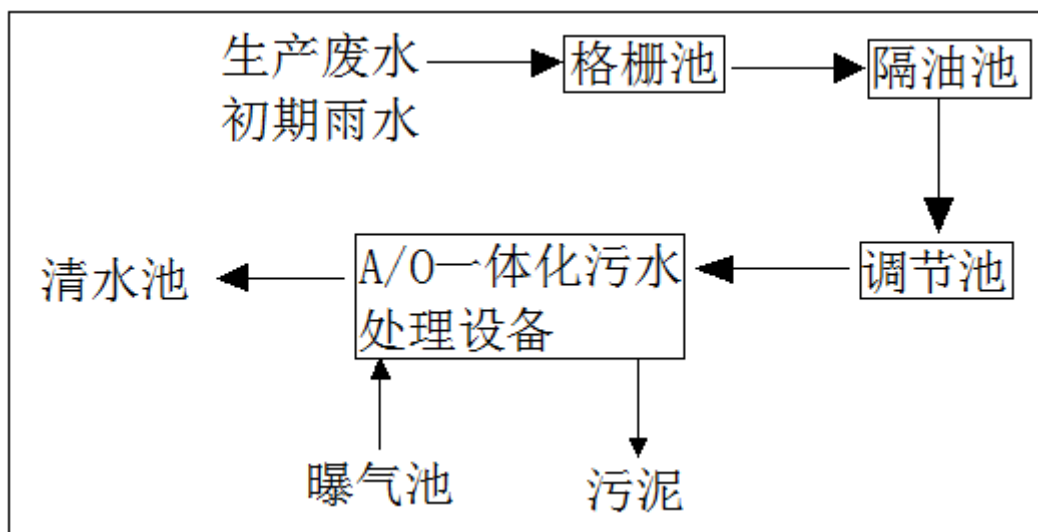 生产废水
初期雨水
格栅池
隔油池
调节池
A/O一体化污水
处理设备
清水池
曝气池
污泥